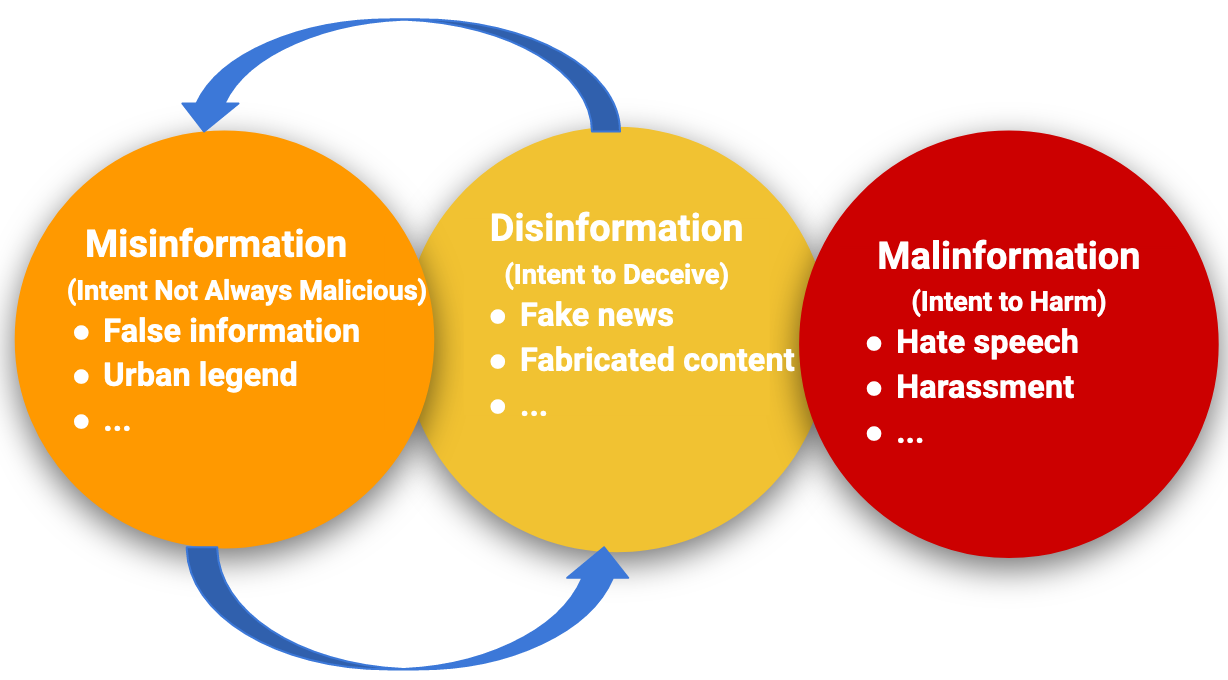 Misinformation
(Intent Not Always Malicious)
● False information
● Urban legend
● ...
Disinformation
(Intent to Deceive)
● Fake news
● Fabricated content
● ...
Malinformation
(Intent to Harm)
● Hate speech
● Harassment
● ...